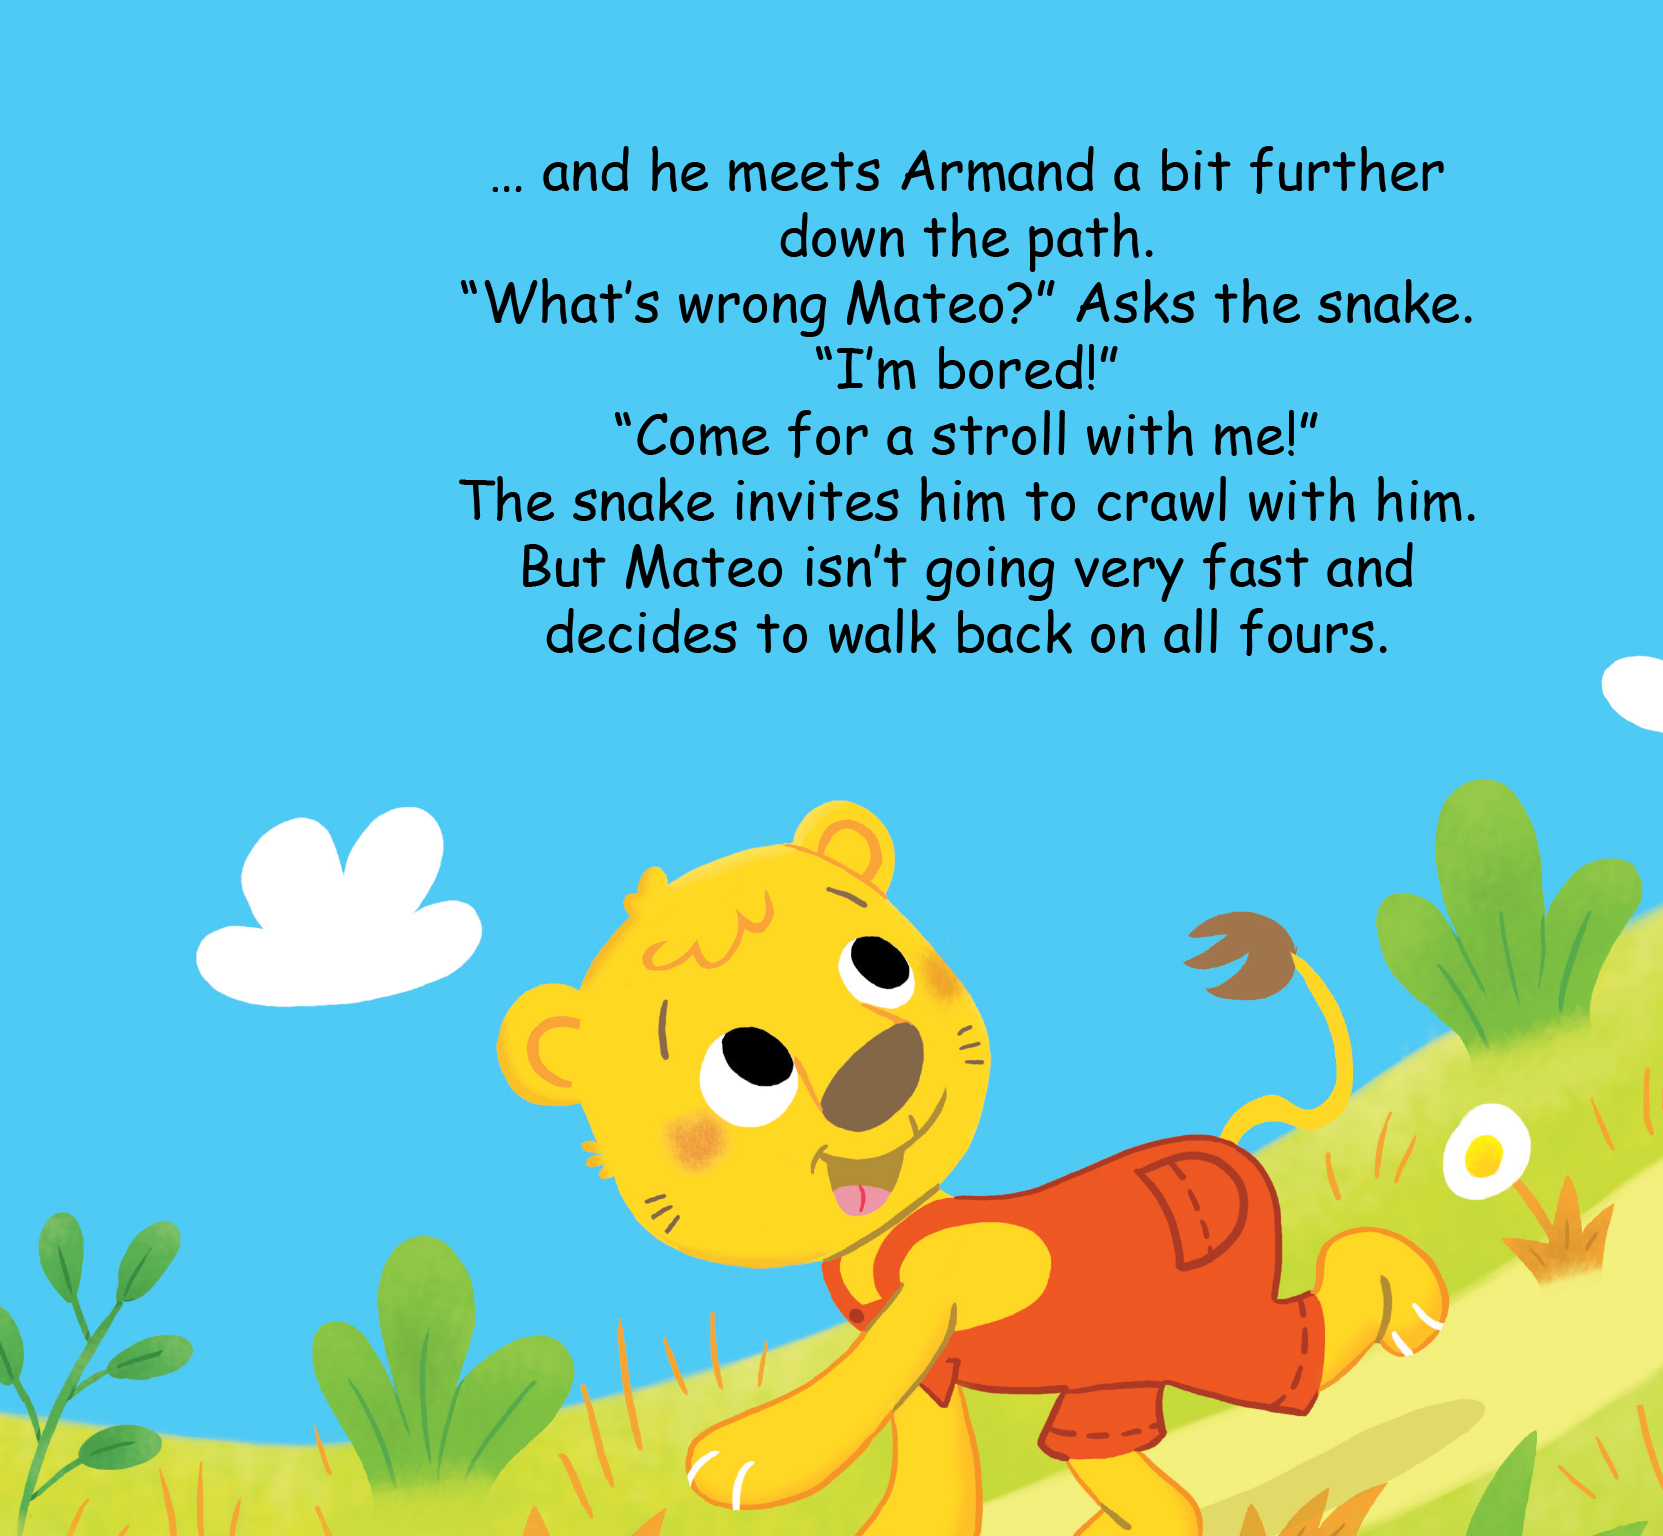 ... and he meets Armand a bit further
down the path.
“What’s wrong Mateo?” Asks the snake.
“I’m bored!”
“Come for a stroll with me!”
The snake invites him to crawl with him.
But Mateo isn’t going very fast and
decides to walk back on all fours.